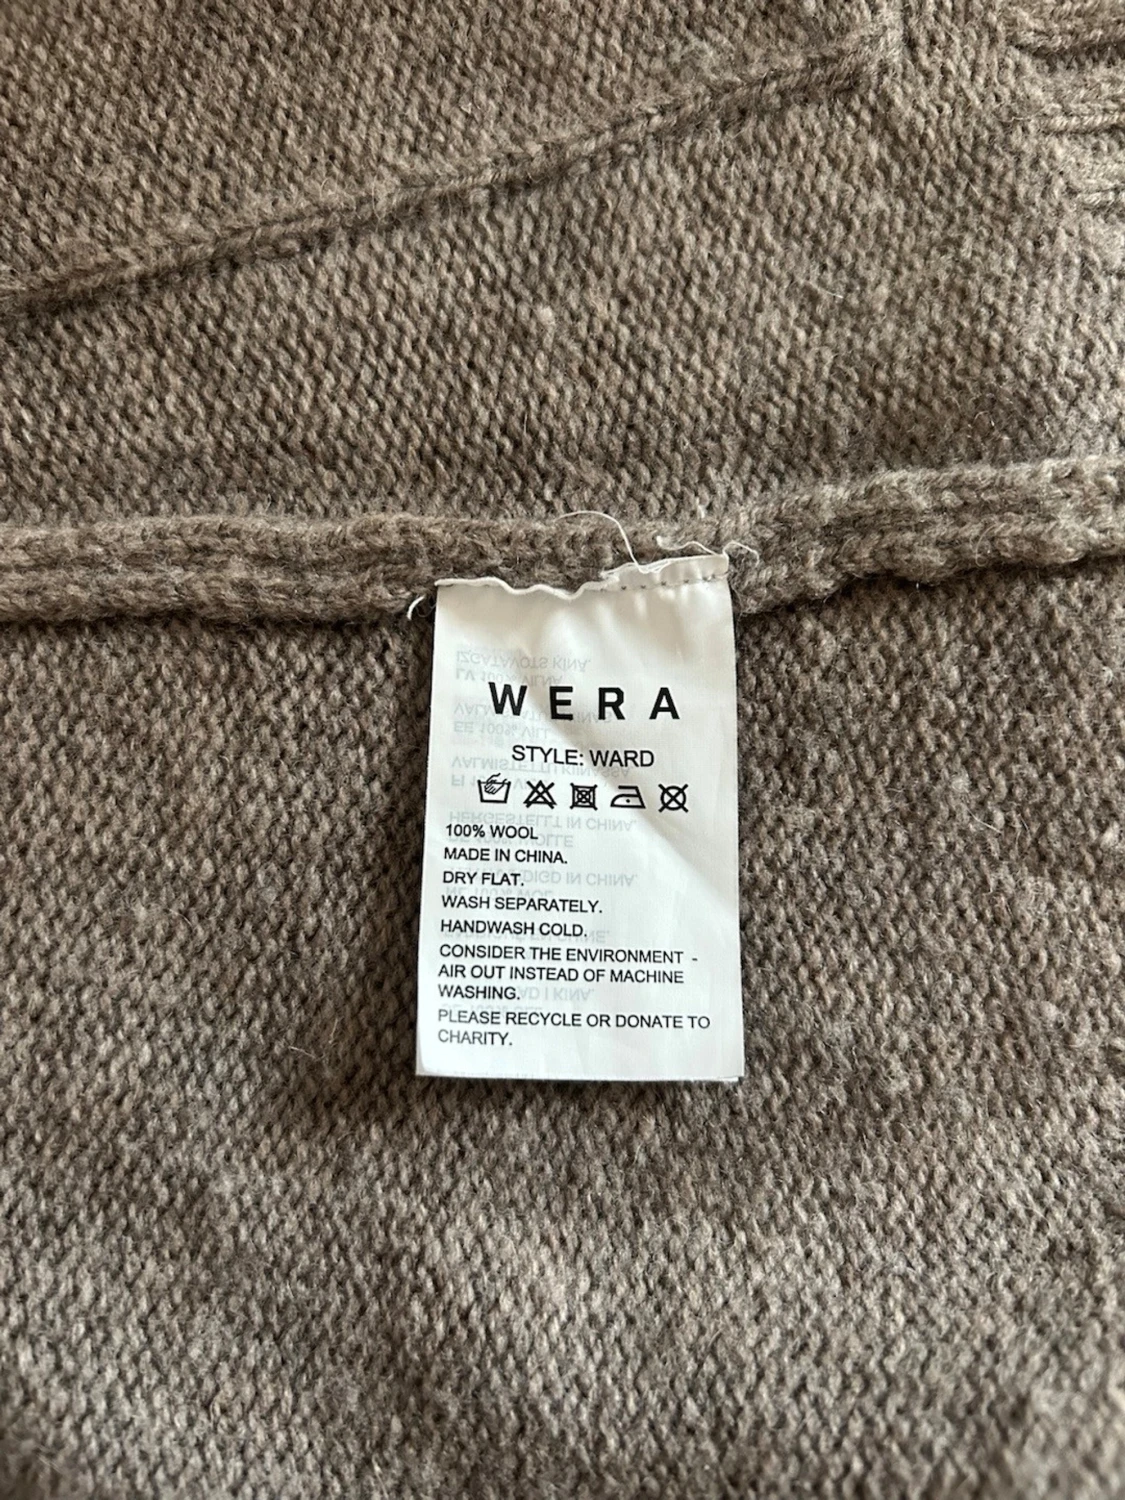 WERA
STYLE: WARD
100% WOOL
MADE IN CHINA.
DRY FLAT.
WASH SEPARATELY.
HANDWASH COLD.
CONSIDER THE ENVIRONMENT -
AIR OUT INSTEAD OF MACHINE
WASHING.
PLEASE RECYCLE OR DONATE TO
CHARITY.